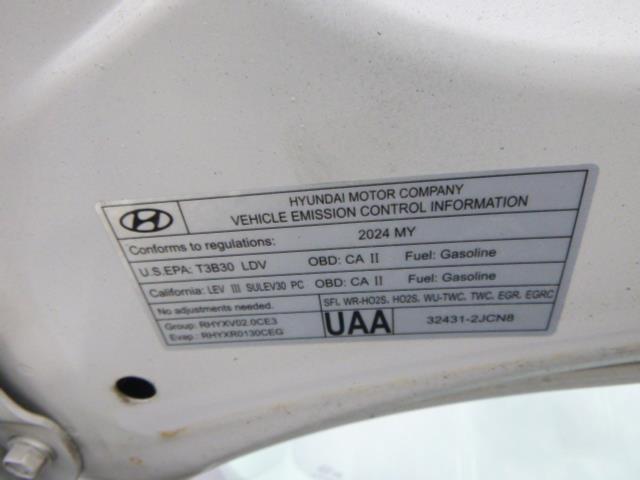 HYUNDAI MOTOR COMPANY
VEHICLE EMISSION CONTROL INFORMATION
Conforms to regulations: 2024 MY
U.S.EPA: T3B30 LDV OBD: CA II Fuel: Gasoline
California: LEV III SULEV30 PC OBD: CA II Fuel: Gasoline
No adjustments needed. SFI, WR-HO2S, HO2S, WU-TWC, TWC, EGR, EGRC
Group: RHYXV02.0CE3
Evap: RHYXR0130CEG
UAA 32431-2JCN8